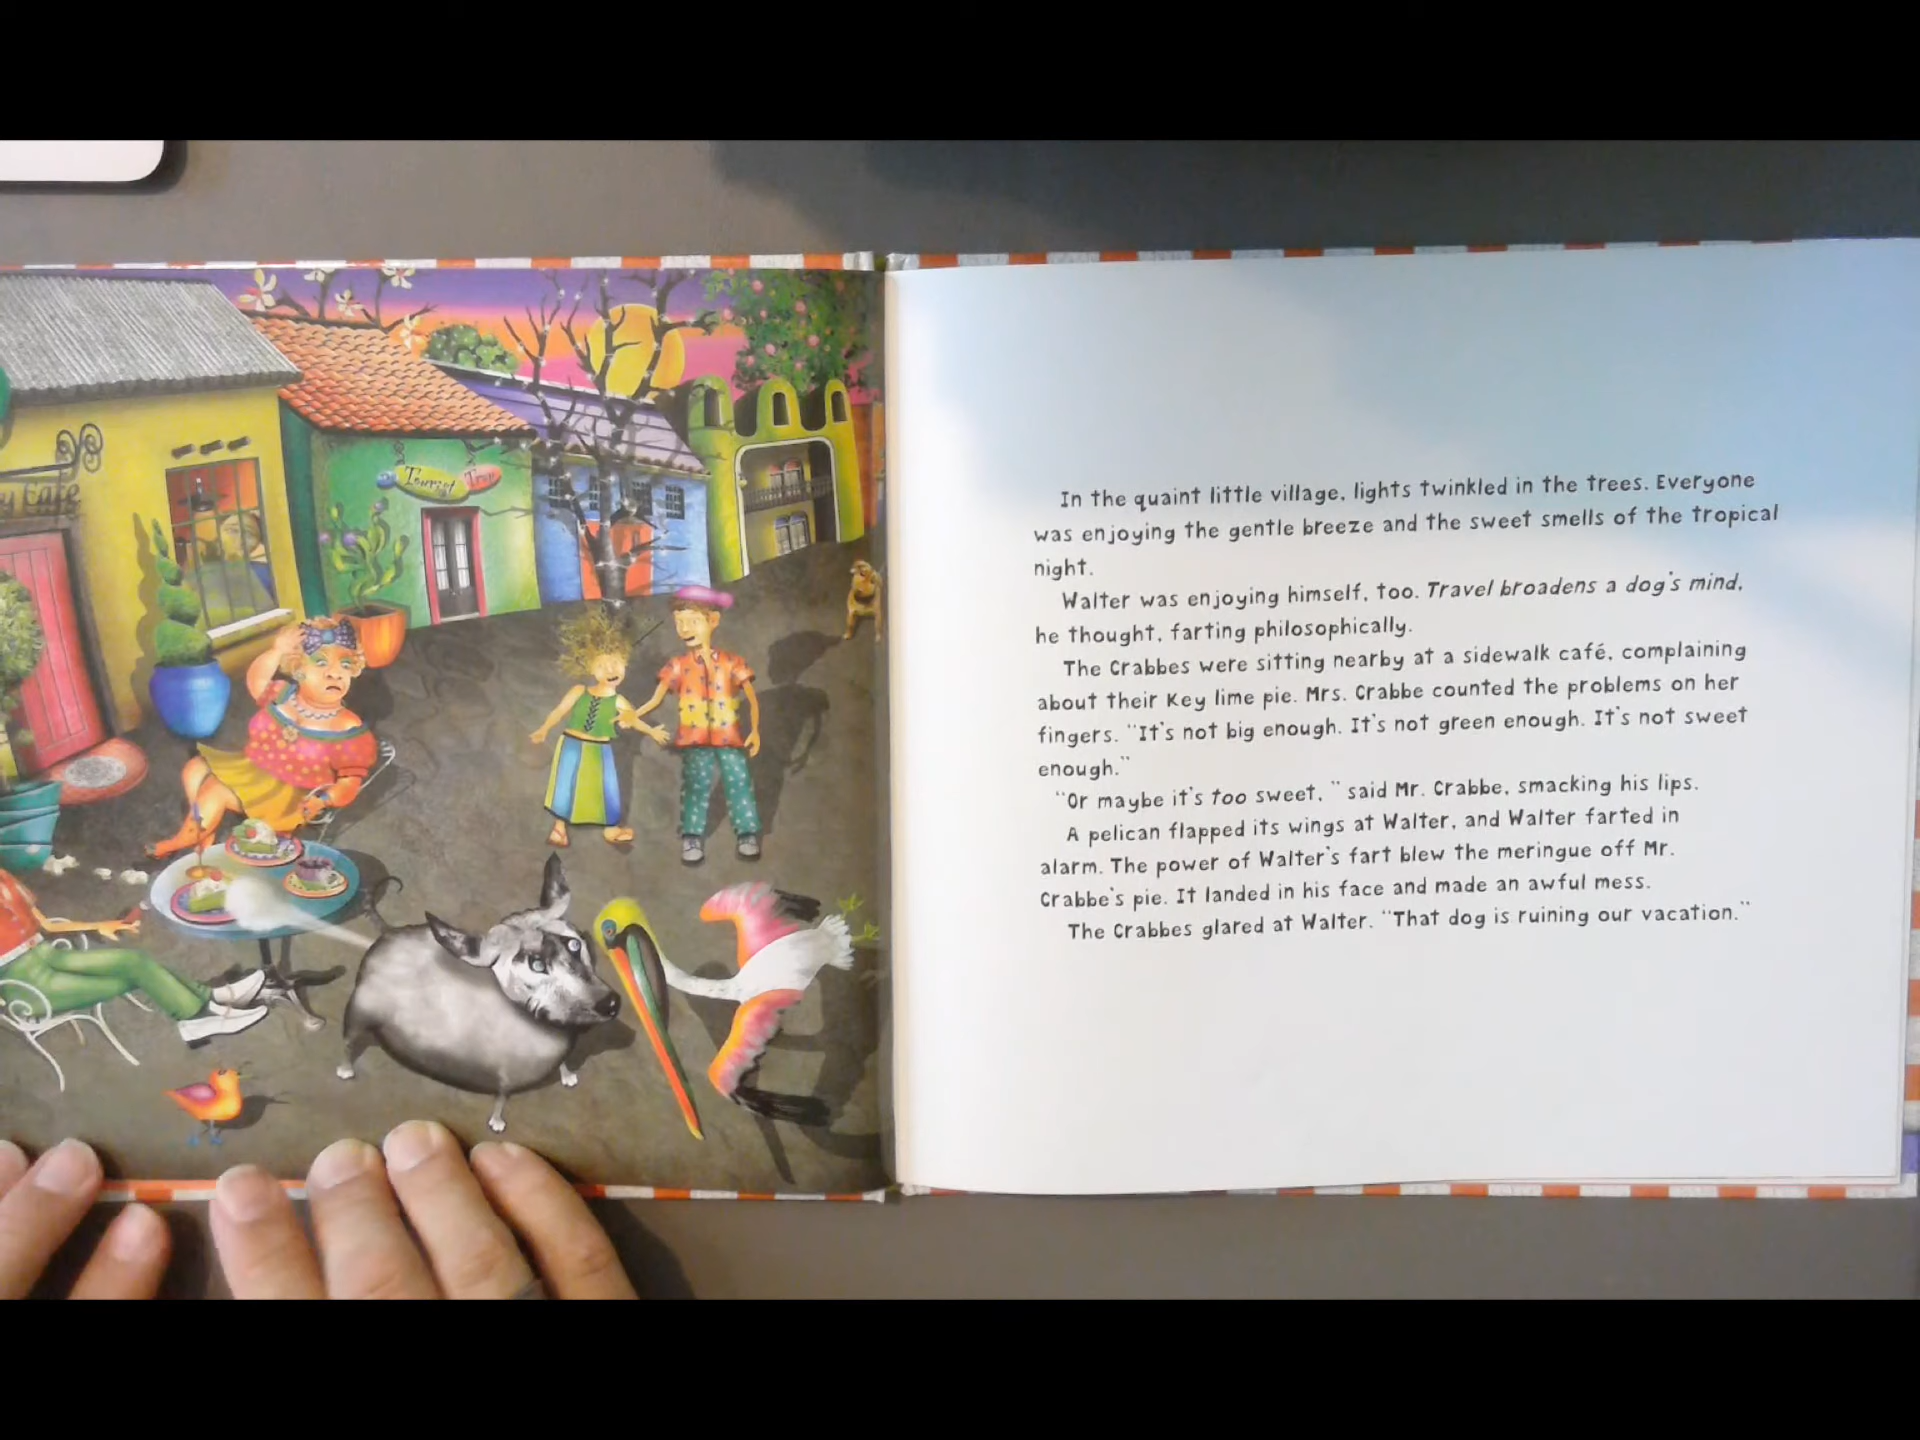 y Café
Tourist Trap
In the quaint little village, lights twinkled in the trees. Everyone
was enjoying the gentle breeze and the sweet smells of the tropical
night.
Walter was enjoying himself, too. Travel broadens a dog's mind,
he thought, farting philosophically.
The Crabbes were sitting nearby at a sidewalk café, complaining
about their Key lime pie. Mrs. Crabbe counted the problems on her
fingers. "It's not big enough. It's not green enough. It's not sweet
enough."
"Or maybe it's too sweet, " said Mr. Crabbe, smacking his lips.
A pelican flapped its wings at Walter, and Walter farted in
alarm. The power of Walter's fart blew the meringue off Mr.
Crabbe's pie. It landed in his face and made an awful mess.
The Crabbes glared at Walter. "That dog is ruining our vacation."